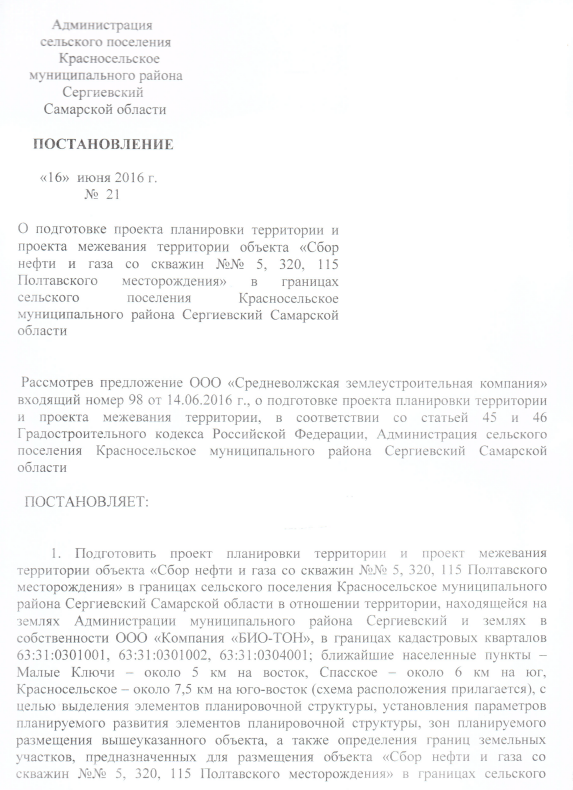 Администрация
сельского поселения
Красносельское
муниципального района
Сергиевский
Самарской области
ПОСТАНОВЛЕНИЕ
«16» июня 2016 г.
№ 21
О подготовке проекта планировки территории и
проекта межевания территории объекта «Сбор
нефти и газа со скважин №№ 5, 320, 115
Полтавского месторождения» в границах
сельского поселения Красносельское
муниципального района Сергиевский Самарской
области
Рассмотрев предложение ООО «Средневолжская землеустроительная компания»
входящий номер 98 от 14.06.2016 г., о подготовке проекта планировки территории
и проекта межевания территории, в соответствии со статьей 45 и 46
Градостроительного кодекса Российской Федерации, Администрация сельского
поселения Красносельское муниципального района Сергиевский Самарской
области
ПОСТАНОВЛЯЕТ:
1. Подготовить проект планировки территории и проект межевания
территории объекта «Сбор нефти и газа со скважин №№ 5, 320, 115 Полтавского
месторождения» в границах сельского поселения Красносельское муниципального
района Сергиевский Самарской области в отношении территории, находящейся на
землях Администрации муниципального района Сергиевский и землях в
собственности ООО «Компания «БИО-ТОН», в границах кадастровых кварталов
63:31:0301001, 63:31:0301002, 63:31:0304001; ближайшие населенные пункты –
Малые Ключи – около 5 км на восток, Спасское – около 6 км на юг,
Красносельское – около 7,5 км на юго-восток (схема расположения прилагается), с
целью выделения элементов планировочной структуры, установления параметров
планируемого развития элементов планировочной структуры, зон планируемого
размещения вышеуказанного объекта, а также определения границ земельных
участков, предназначенных для размещения объекта «Сбор нефти и газа со
скважин №№ 5, 320, 115 Полтавского месторождения» в границах сельского